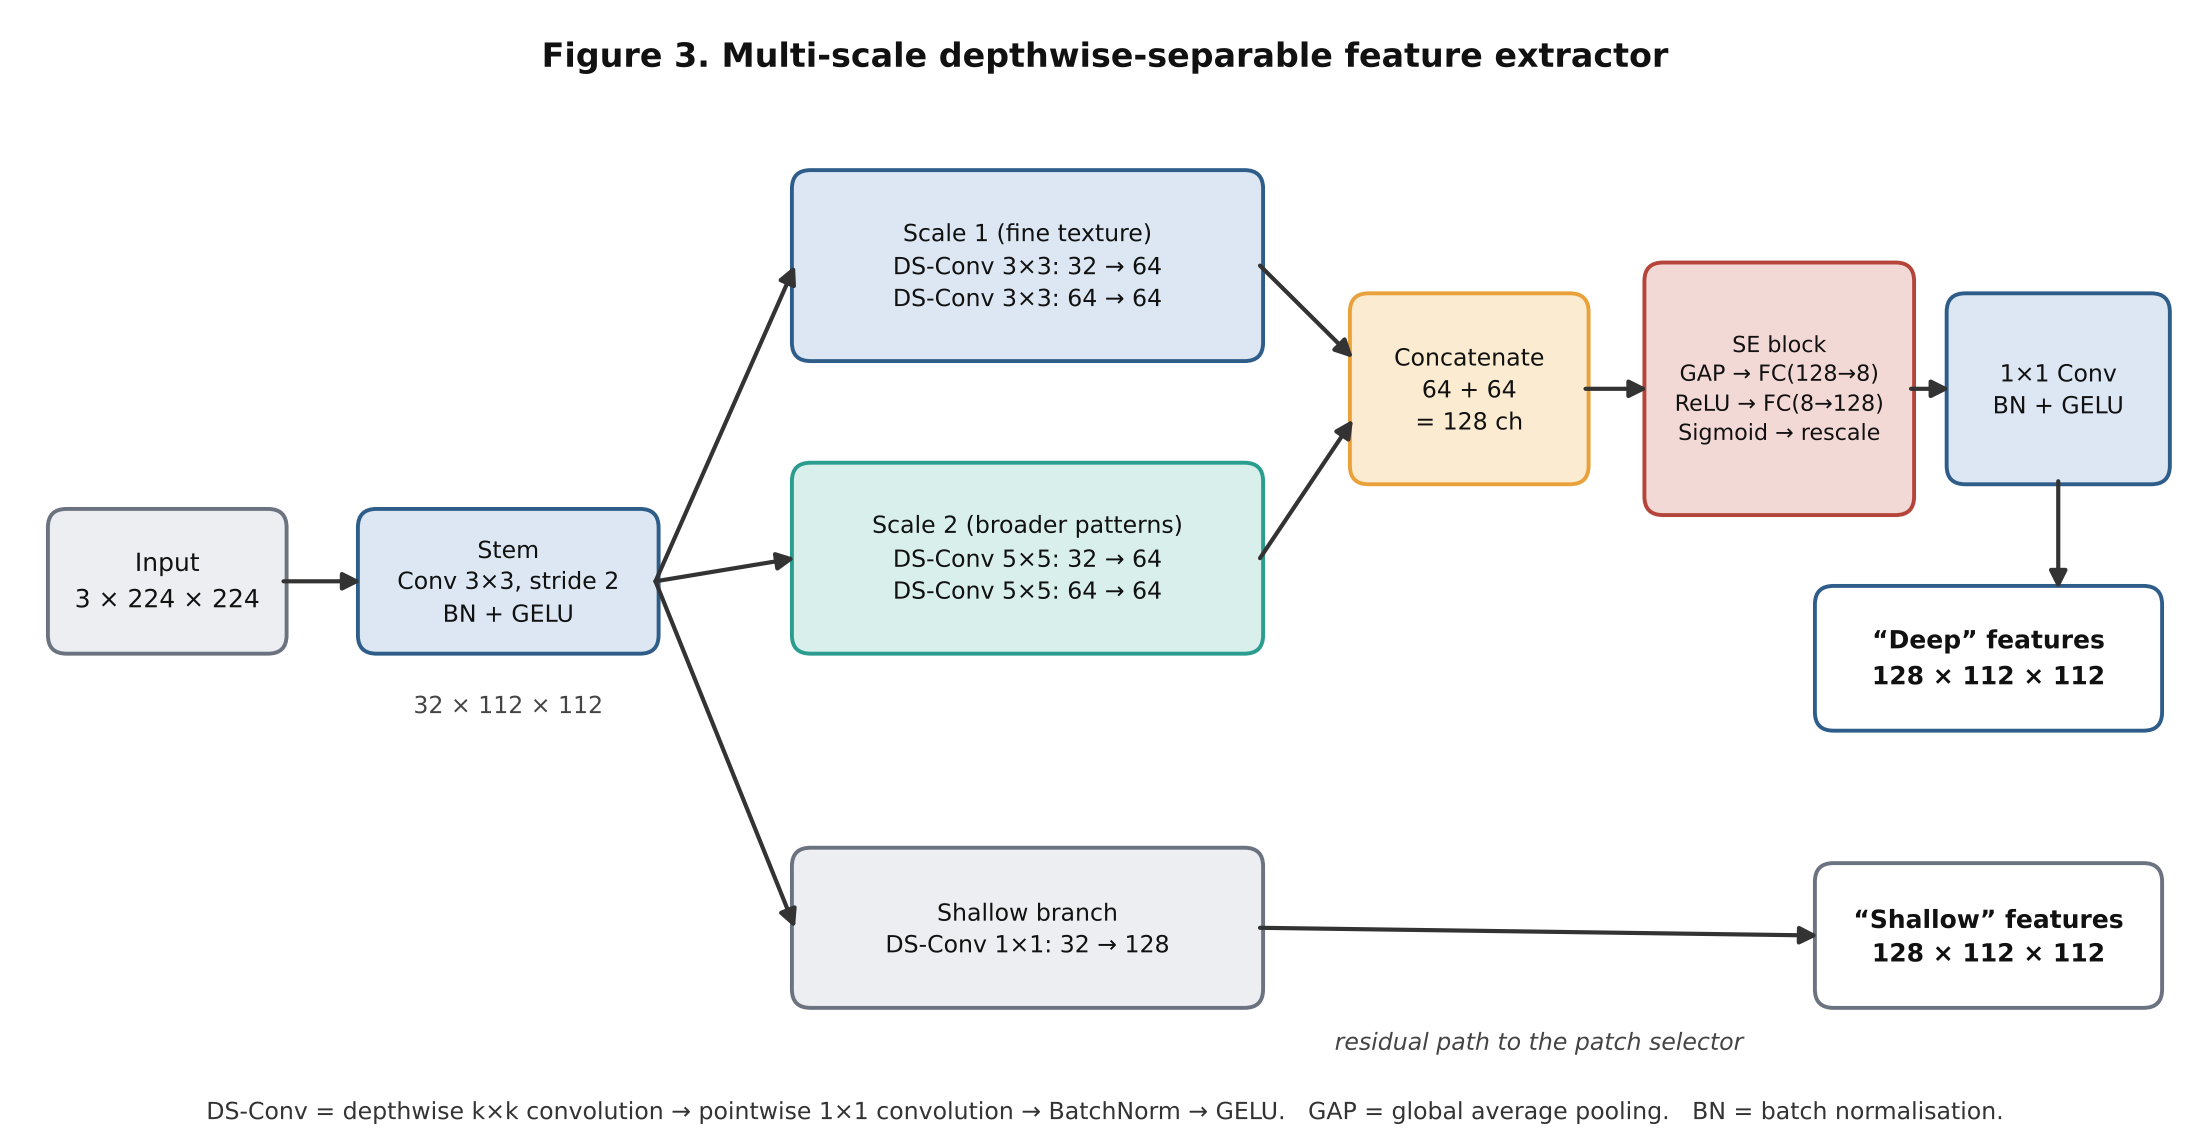 Figure 3. Multi-scale depthwise-separable feature extractor
Input
3 × 224 × 224
Stem
Conv 3×3, stride 2
BN + GELU
32 × 112 × 112
Scale 1 (fine texture)
DS-Conv 3×3: 32 → 64
DS-Conv 3×3: 64 → 64
Scale 2 (broader patterns)
DS-Conv 5×5: 32 → 64
DS-Conv 5×5: 64 → 64
Shallow branch
DS-Conv 1×1: 32 → 128
Concatenate
64 + 64
= 128 ch
SE block
GAP → FC(128→8)
ReLU → FC(8→128)
Sigmoid → rescale
1×1 Conv
BN + GELU
“Deep” features
128 × 112 × 112
“Shallow” features
128 × 112 × 112
residual path to the patch selector
DS-Conv = depthwise k×k convolution → pointwise 1×1 convolution → BatchNorm → GELU. GAP = global average pooling. BN = batch normalisation.